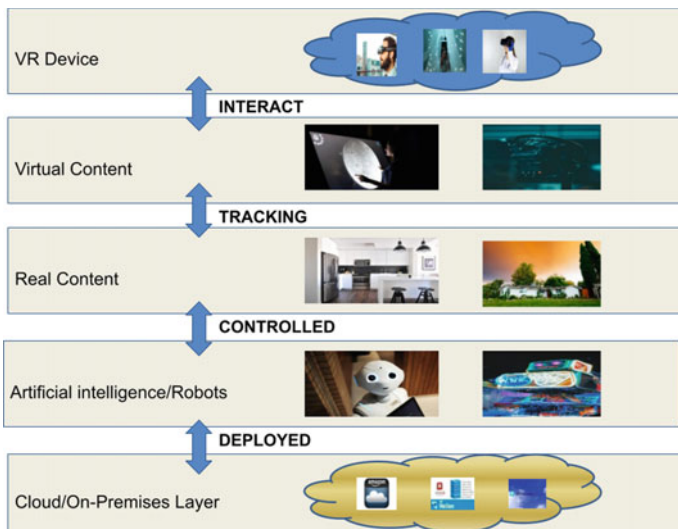 VR Device
INTERACT
Virtual Content
TRACKING
Real Content
CONTROLLED
Artificial intelligence/Robots
DEPLOYED
Cloud/On-Premises Layer